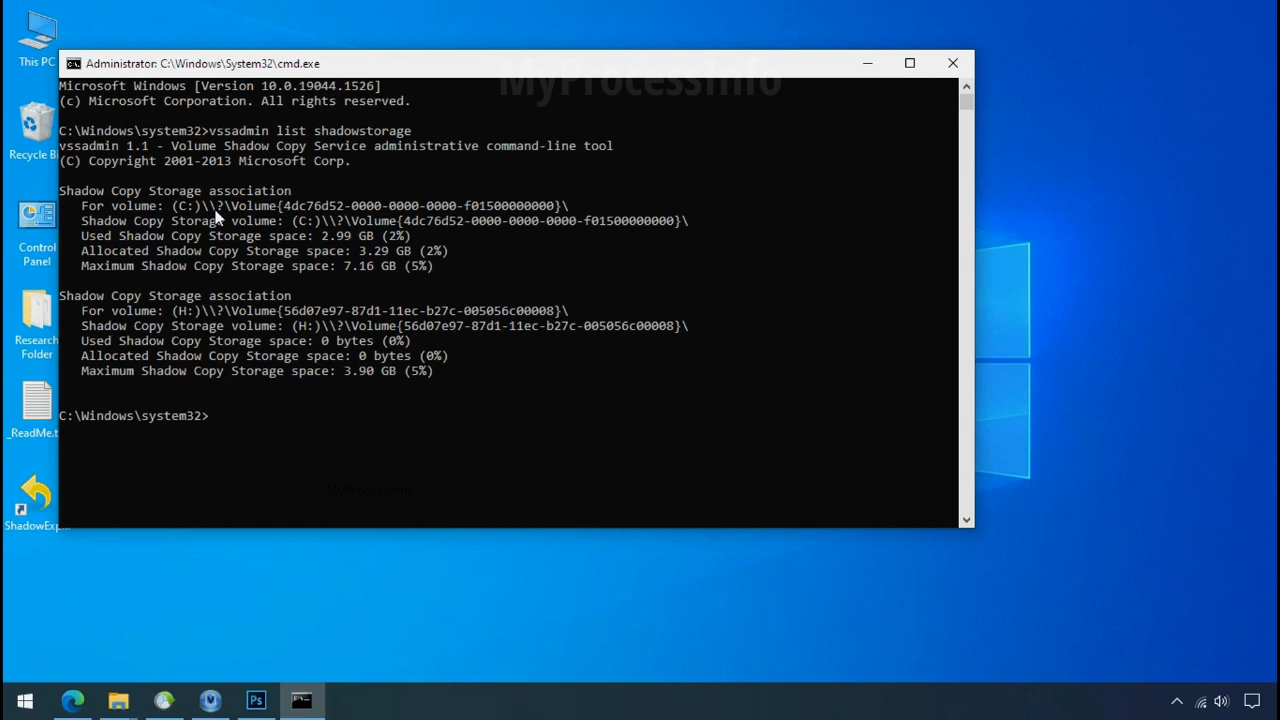 MyProcessInfo
This PC
Recycle B
Control
Panel
Research
Folder
_ReadMe.t
ShadowExp...
Administrator: C:\Windows\System32\cmd.exe
Microsoft Windows [Version 10.0.19044.1526]
(c) Microsoft Corporation. All rights reserved.
C:\Windows\system32>vssadmin list shadowstorage
vssadmin 1.1 - Volume Shadow Copy Service administrative command-line tool
(C) Copyright 2001-2013 Microsoft Corp.
Shadow Copy Storage association
For volume: (C:)\\?\Volume{4dc76d52-0000-0000-0000-f01500000000}\
Shadow Copy Storage volume: (C:)\\?\Volume{4dc76d52-0000-0000-0000-f01500000000}\
Used Shadow Copy Storage space: 2.99 GB (2%)
Allocated Shadow Copy Storage space: 3.29 GB (2%)
Maximum Shadow Copy Storage space: 7.16 GB (5%)
Shadow Copy Storage association
For volume: (H:)\\?\Volume{56d07e97-87d1-11ec-b27c-005056c00008}\
Shadow Copy Storage volume: (H:)\\?\Volume{56d07e97-87d1-11ec-b27c-005056c00008}\
Used Shadow Copy Storage space: 0 bytes (0%)
Allocated Shadow Copy Storage space: 0 bytes (0%)
Maximum Shadow Copy Storage space: 3.90 GB (5%)
C:\Windows\system32>
MyProcessInfo
Ps